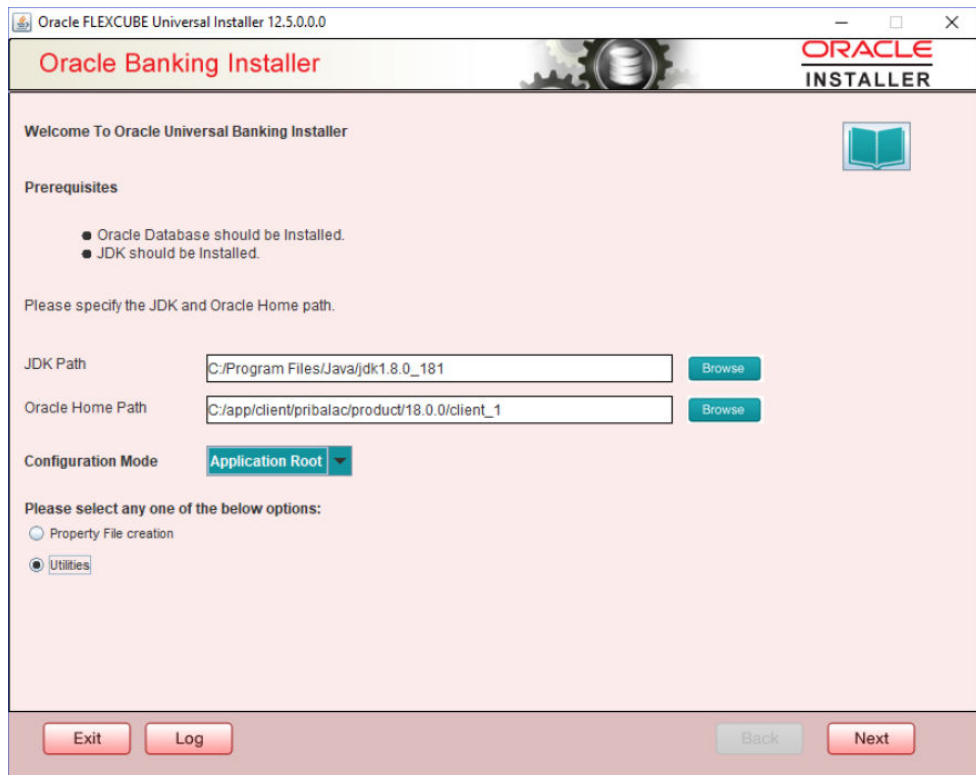 Oracle FLEXCUBE Universal Installer 12.5.0.0.0
Oracle Banking Installer
ORACLE
INSTALLER
Welcome To Oracle Universal Banking Installer
Prerequisites
Oracle Database should be Installed.
JDK should be Installed.
Please specify the JDK and Oracle Home path.
JDK Path
C:/Program Files/Java/jdk1.8.0_181
Browse
Oracle Home Path
C:/app/client/pribalac/product/18.0.0/client_1
Browse
Configuration Mode
Application Root
Please select any one of the below options:
Property File creation
Utilities
Exit
Log
Back
Next